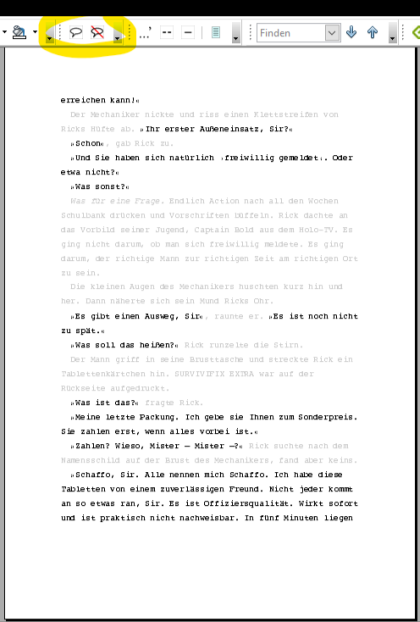 ...' -- – Finden
erreichen kann!«
Der Mechaniker nickte und riss einen Klettstreifen von
Ricks Hüfte ab. »Ihr erster Außeneinsatz, Sir?«
»Schon«, gab Rick zu.
»Und Sie haben sich natürlich ›freiwillig gemeldet‹. Oder
etwa nicht?«
»Was sonst?«
Was für eine Frage. Endlich Action nach all den Wochen
Schulbank drücken und Vorschriften büffeln. Rick dachte an
das Vorbild seiner Jugend, Captain Bold aus dem Holo-TV. Es
ging nicht darum, ob man sich freiwillig meldete. Es ging
darum, der richtige Mann zur richtigen Zeit am richtigen Ort
zu sein.
Die kleinen Augen des Mechanikers huschten kurz hin und
her. Dann näherte sich sein Mund Ricks Ohr.
»Es gibt einen Ausweg, Sir«, raunte er. »Es ist noch nicht
zu spät.«
»Was soll das heißen?« Rick runzelte die Stirn.
Der Mann griff in seine Brusttasche und streckte Rick ein
Tablettenkärtchen hin. SURVIVIFIX EXTRA war auf der
Rückseite aufgedruckt.
»Was ist das?« fragte Rick.
»Meine letzte Packung. Ich gebe sie Ihnen zum Sonderpreis.
Sie zahlen erst, wenn alles vorbei ist.«
»Zahlen? Wieso, Mister – Mister –?« Rick suchte nach dem
Namensschild auf der Brust des Mechanikers, fand aber keins.
»Schaffo, Sir. Alle nennen mich Schaffo. Ich habe diese
Tabletten von einem zuverlässigen Freund. Nicht jeder kommt
an so etwas ran, Sir. Es ist Offiziersqualität. Wirkt sofort
und ist praktisch nicht nachweisbar. In fünf Minuten liegen